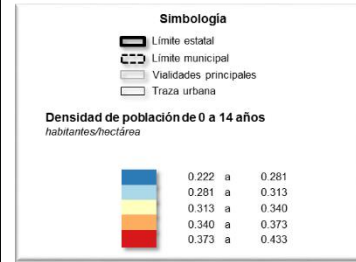 Simbología
Límite estatal
Límite municipal
Vialidades principales
Traza urbana
Densidad de población de 0 a 14 años
habitantes/hectárea
0.222 a 0.281
0.281 a 0.313
0.313 a 0.340
0.340 a 0.373
0.373 a 0.433